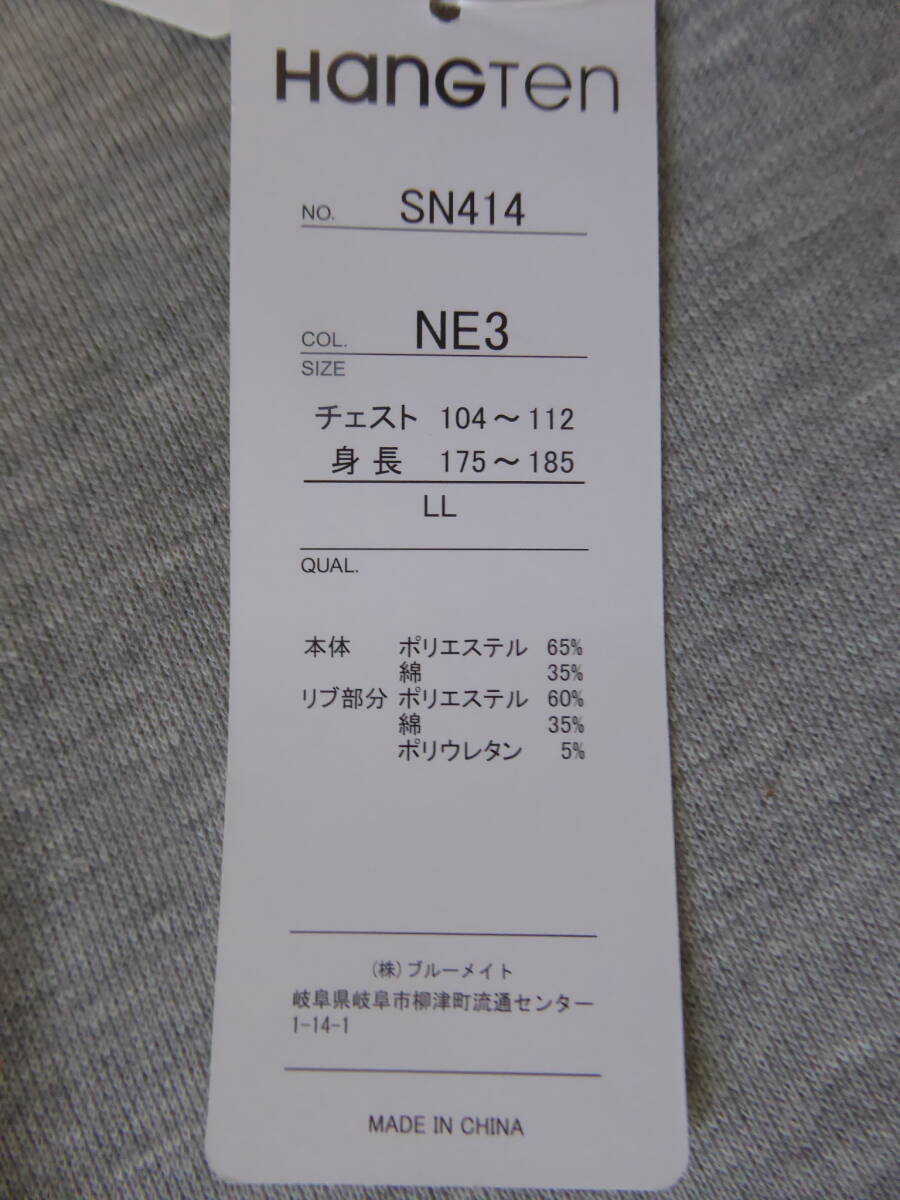 HANGTen
NO. SN414
COL. NE3
SIZE
チェスト 104～112
身長 175～185
LL
QUAL.
本体 ポリエステル 65%
綿 35%
リブ部分 ポリエステル 60%
綿 35%
ポリウレタン 5%
(株)ブルーメイト
岐阜県岐阜市柳津町流通センター
1-14-1
MADE IN CHINA